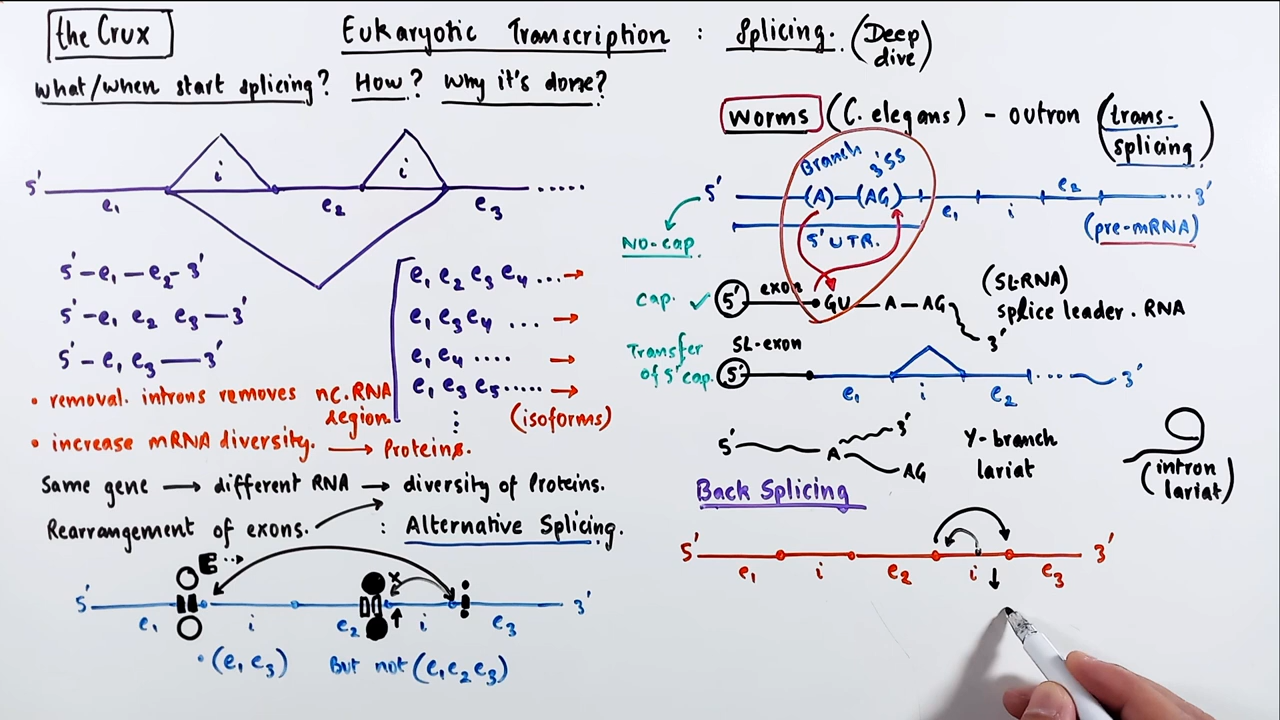 the Crux
Eukaryotic Transcription : Splicing. (Deep dive)
What/when start splicing? How? Why it's done?
i i
5' e₁ e₂ e₃ .....
5'-e₁-e₂-3'
5'-e₁ e₂ e₃-3'
5'-e₁ e₃-3'
e₁ e₂ e₃ e₄ ...→
e₁ e₃ e₄ ... →
e₁ e₄ .... →
e₁ e₃ e₅ ..... →
(isoforms)
• removal. introns removes nc.RNA region.
• increase mRNA diversity. → Proteins.
Same gene → different RNA → diversity of Proteins.
Rearrangement of exons. : Alternative Splicing.
x
5' 3'
e₁ i e₂ i e₃
• (e₁ e₃) But not (e₁ e₂ e₃)
Worms (C. elegans) - outron (trans-splicing)
Branch 3'SS
5' (A)-(AG) e₁ i e₂ ...3'
5'UTR. (pre-mRNA)
No-cap
Cap. ✓ 5' exon GU-A-AG 3'
(SL-RNA)
splice leader. RNA
Transfer of 5' cap.
SL-exon
5' e₁ i e₂ ... 3'
5' A 3'
AG
Y-branch lariat
(intron lariat)
Back Splicing
5' 3'
e₁ i e₂ i ↓ e₃